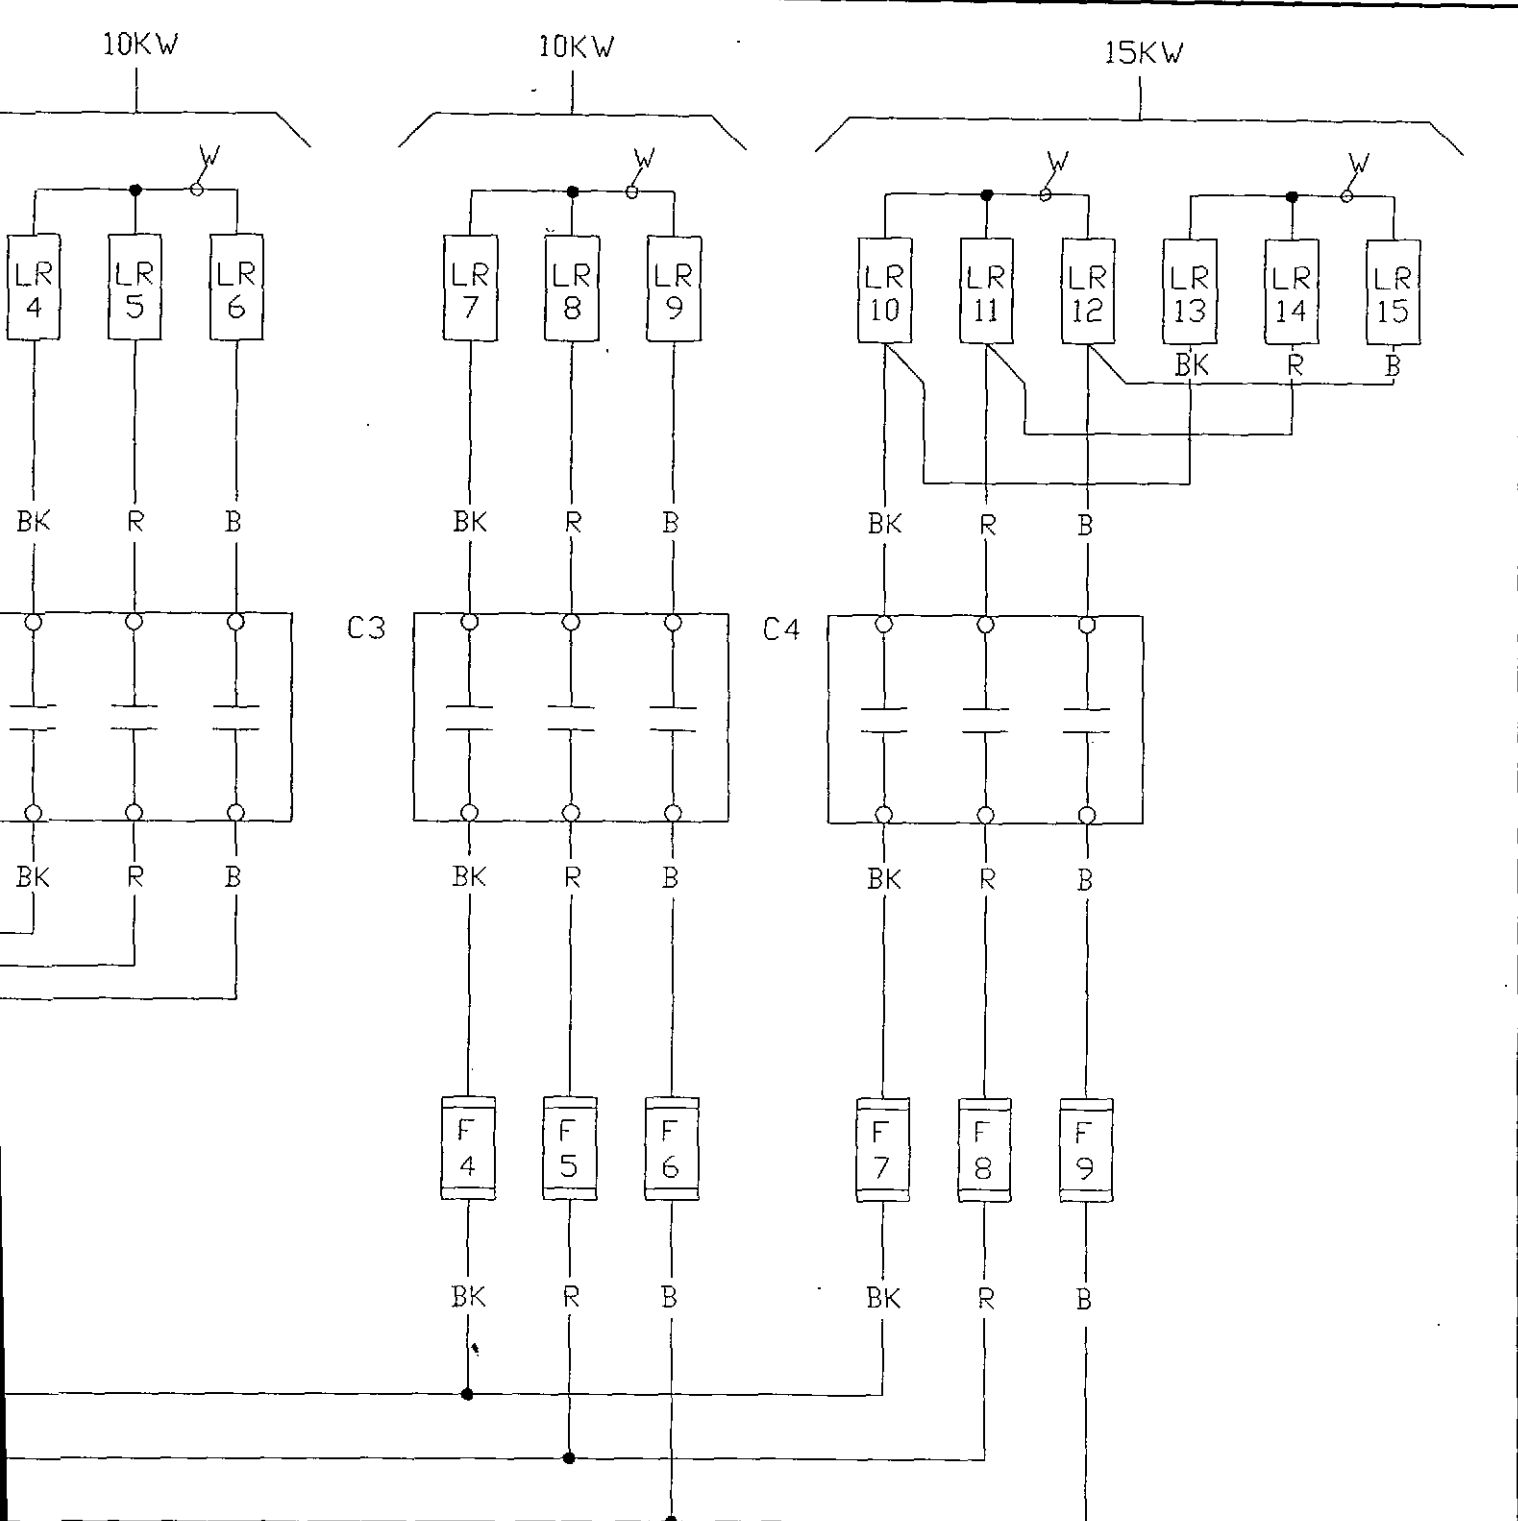 10KW 10KW 15KW
W W W W
LR 4 LR 5 LR 6 LR 7 LR 8 LR 9 LR 10 LR 11 LR 12 LR 13 LR 14 LR 15
BK R B
BK R B BK R B BK R B
C3 C4
BK R B BK R B BK R B
F 4 F 5 F 6 F 7 F 8 F 9
BK R B BK R B